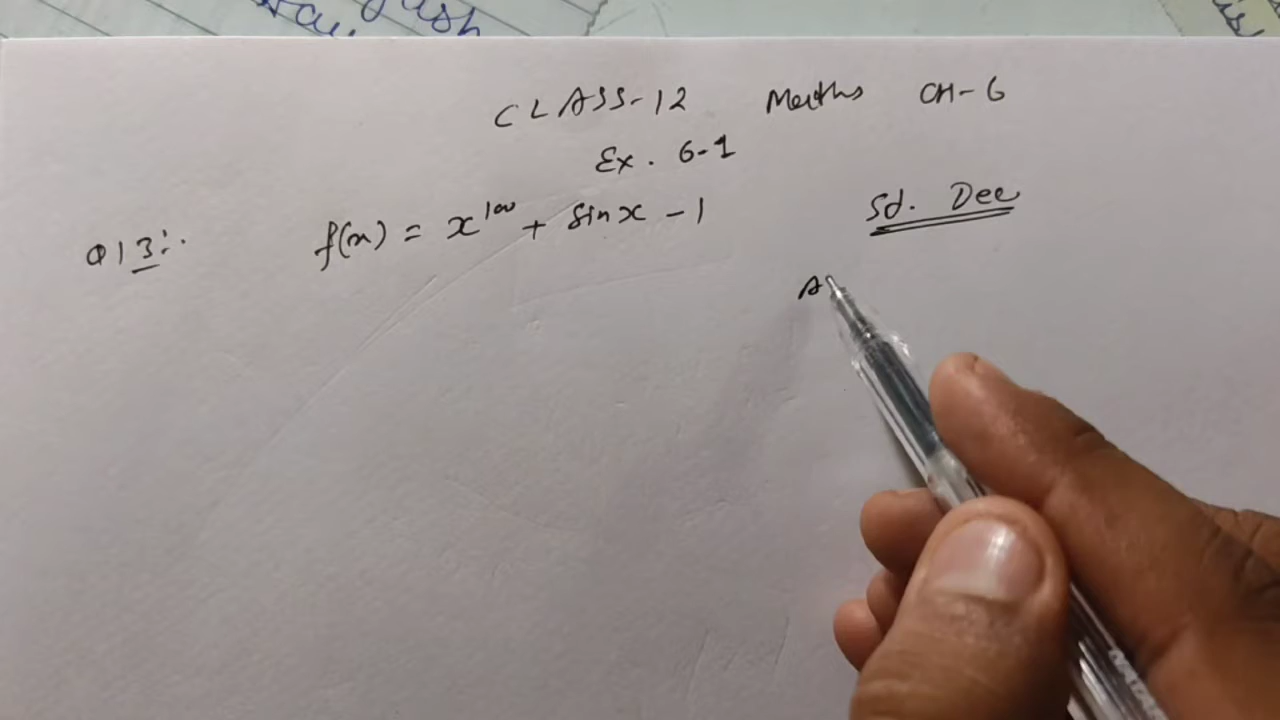 CLASS-12 Maths CH-6
Ex. 6-1
Q13:. f(x) = x^100 + sin x - 1
Sd. Dec
A